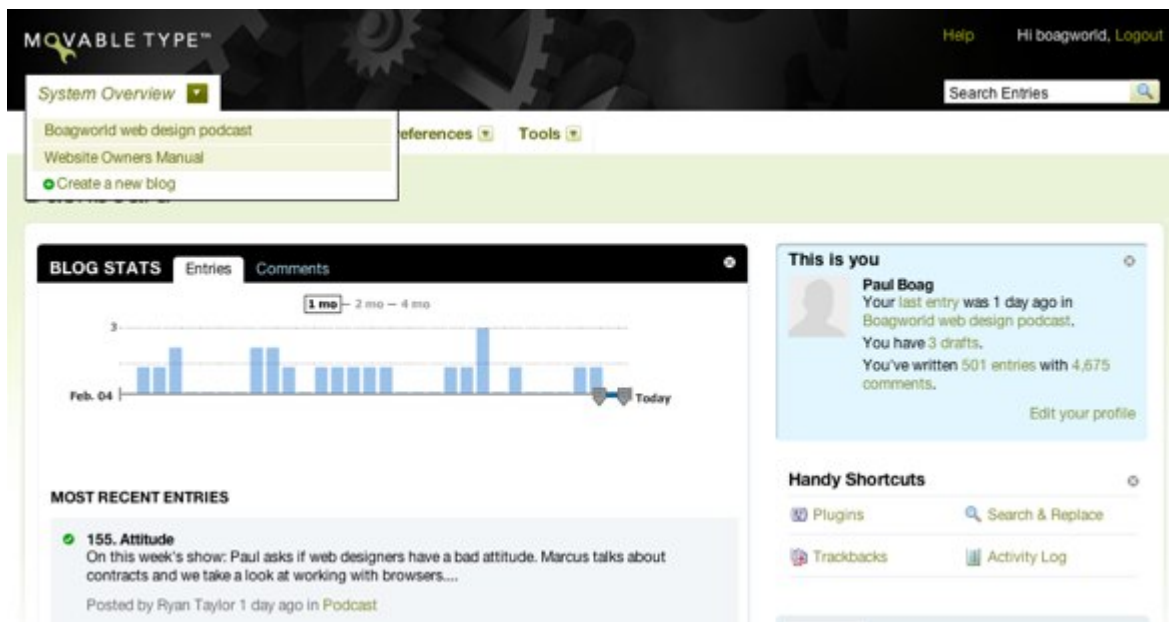 MOVABLE TYPE™
Help Hi boagworld, Logout
System Overview
Search Entries
Boagworld web design podcast
Website Owners Manual
Create a new blog
references Tools
BLOG STATS Entries Comments
1 mo – 2 mo – 4 mo
3
Feb. 04 Today
MOST RECENT ENTRIES
155. Attitude
On this week's show: Paul asks if web designers have a bad attitude. Marcus talks about
contracts and we take a look at working with browsers....
Posted by Ryan Taylor 1 day ago in Podcast
This is you
Paul Boag
Your last entry was 1 day ago in
Boagworld web design podcast.
You have 3 drafts.
You've written 501 entries with 4,675
comments.
Edit your profile
Handy Shortcuts
Plugins Search & Replace
Trackbacks Activity Log